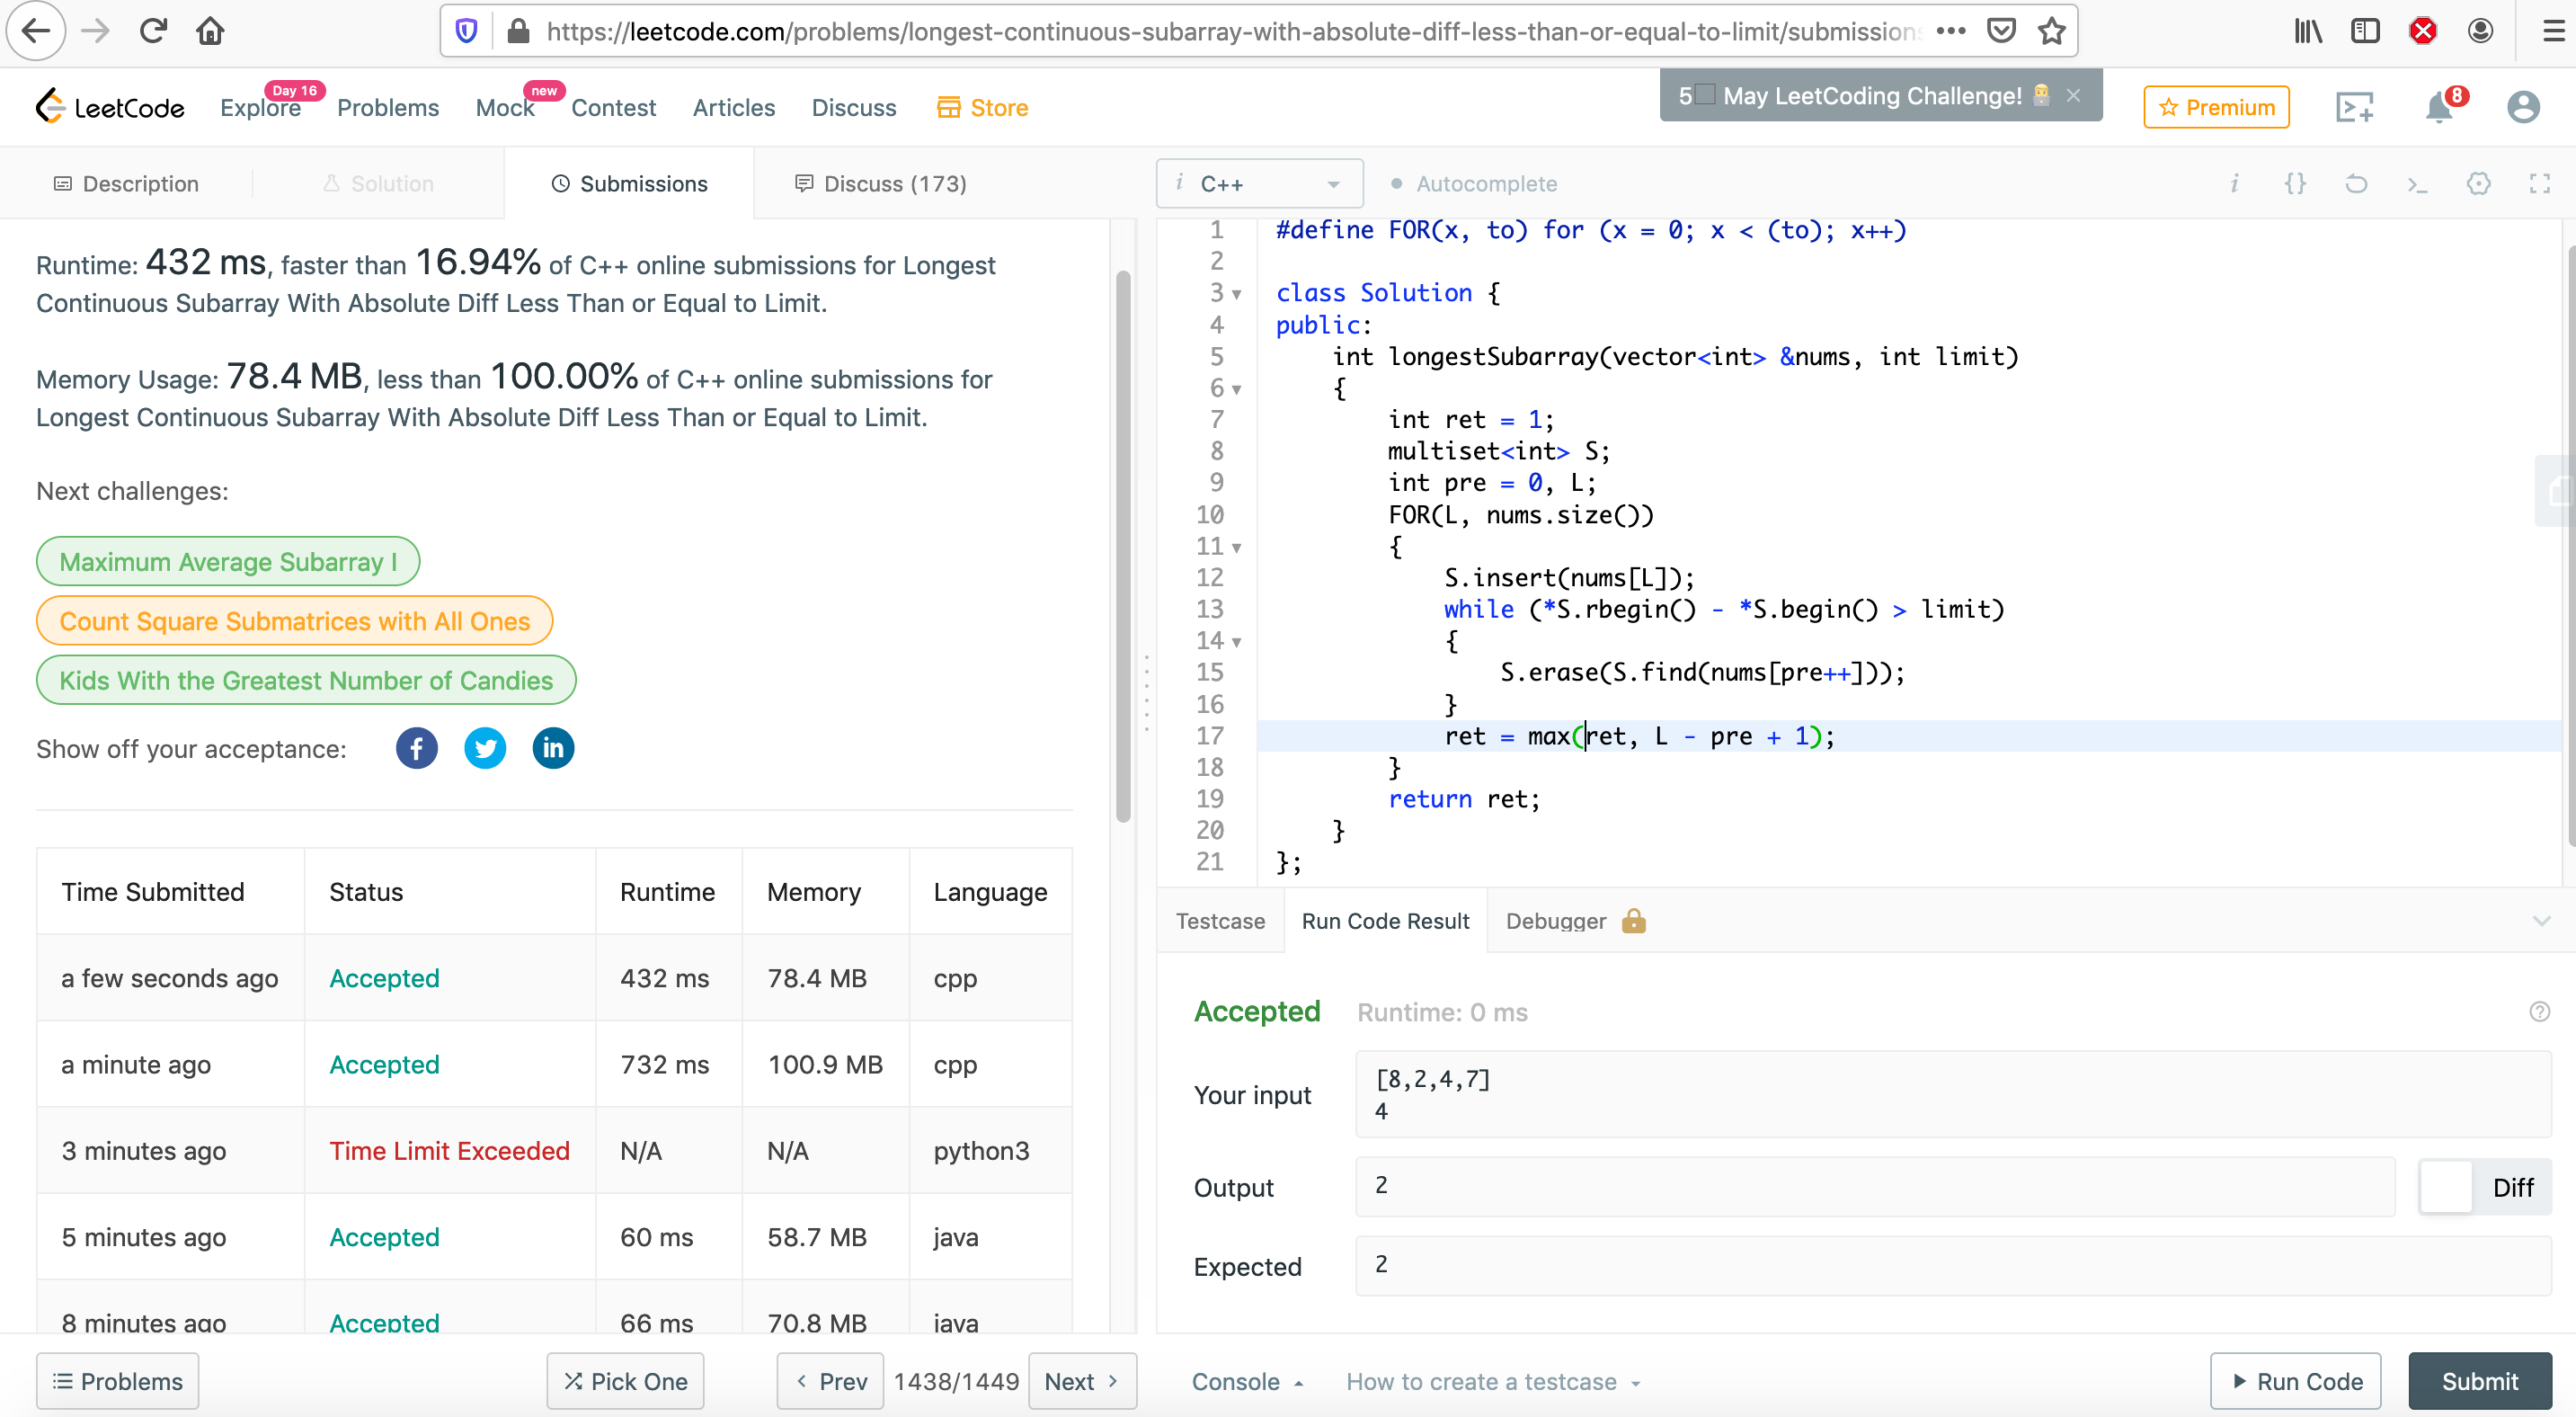 https://leetcode.com/problems/longest-continuous-subarray-with-absolute-diff-less-than-or-equal-to-limit/submissions
LeetCode
Explore
Day 16
Problems
Mock
new
Contest
Articles
Discuss
Store
5 May LeetCoding Challenge!
Premium
8
Description
Solution
Submissions
Discuss (173)
i C++
Autocomplete
Runtime: 432 ms, faster than 16.94% of C++ online submissions for Longest
Continuous Subarray With Absolute Diff Less Than or Equal to Limit.
Memory Usage: 78.4 MB, less than 100.00% of C++ online submissions for
Longest Continuous Subarray With Absolute Diff Less Than or Equal to Limit.
Next challenges:
Maximum Average Subarray I
Count Square Submatrices with All Ones
Kids With the Greatest Number of Candies
Show off your acceptance:
Time Submitted Status Runtime Memory Language
a few seconds ago Accepted 432 ms 78.4 MB cpp
a minute ago Accepted 732 ms 100.9 MB cpp
3 minutes ago Time Limit Exceeded N/A N/A python3
5 minutes ago Accepted 60 ms 58.7 MB java
8 minutes ago Accepted 66 ms 70.8 MB java
Problems
Pick One
Prev
1438/1449
Next
1 #define FOR(x, to) for (x = 0; x < (to); x++)
2
3 class Solution {
4 public:
5 int longestSubarray(vector<int> &nums, int limit)
6 {
7 int ret = 1;
8 multiset<int> S;
9 int pre = 0, L;
10 FOR(L, nums.size())
11 {
12 S.insert(nums[L]);
13 while (*S.rbegin() - *S.begin() > limit)
14 {
15 S.erase(S.find(nums[pre++]));
16 }
17 ret = max(ret, L - pre + 1);
18 }
19 return ret;
20 }
21 };
Testcase
Run Code Result
Debugger
Accepted Runtime: 0 ms
Your input
[8,2,4,7]
4
Output
2
Diff
Expected
2
Console
How to create a testcase
Run Code
Submit